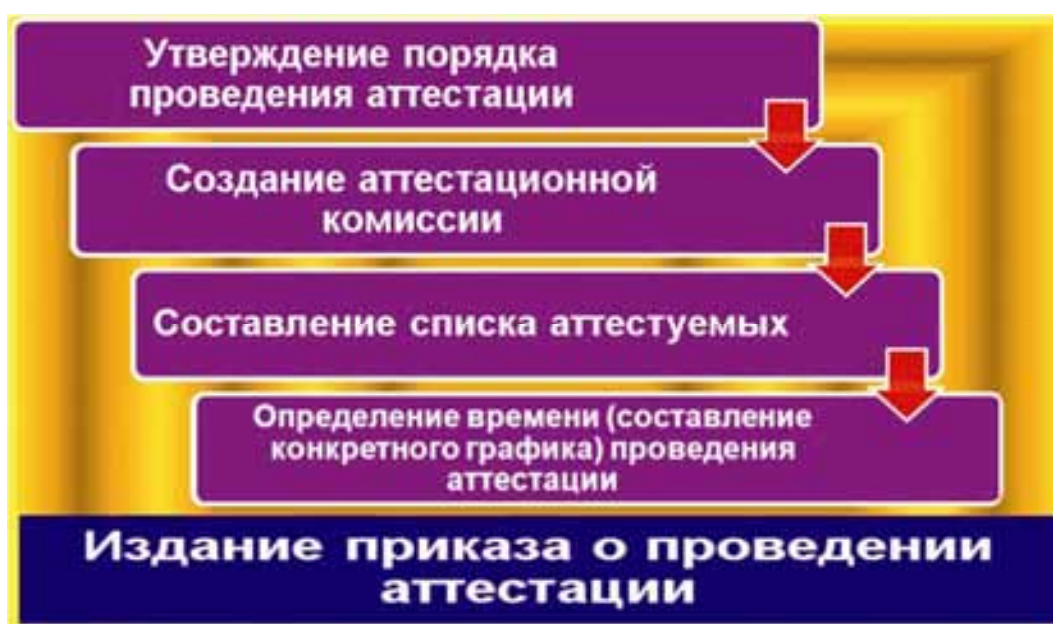 Утверждение порядка
проведения аттестации
Создание аттестационной
комиссии
Составление списка аттестуемых
Определение времени (составление
конкретного графика) проведения
аттестации
Издание приказа о проведении
аттестации